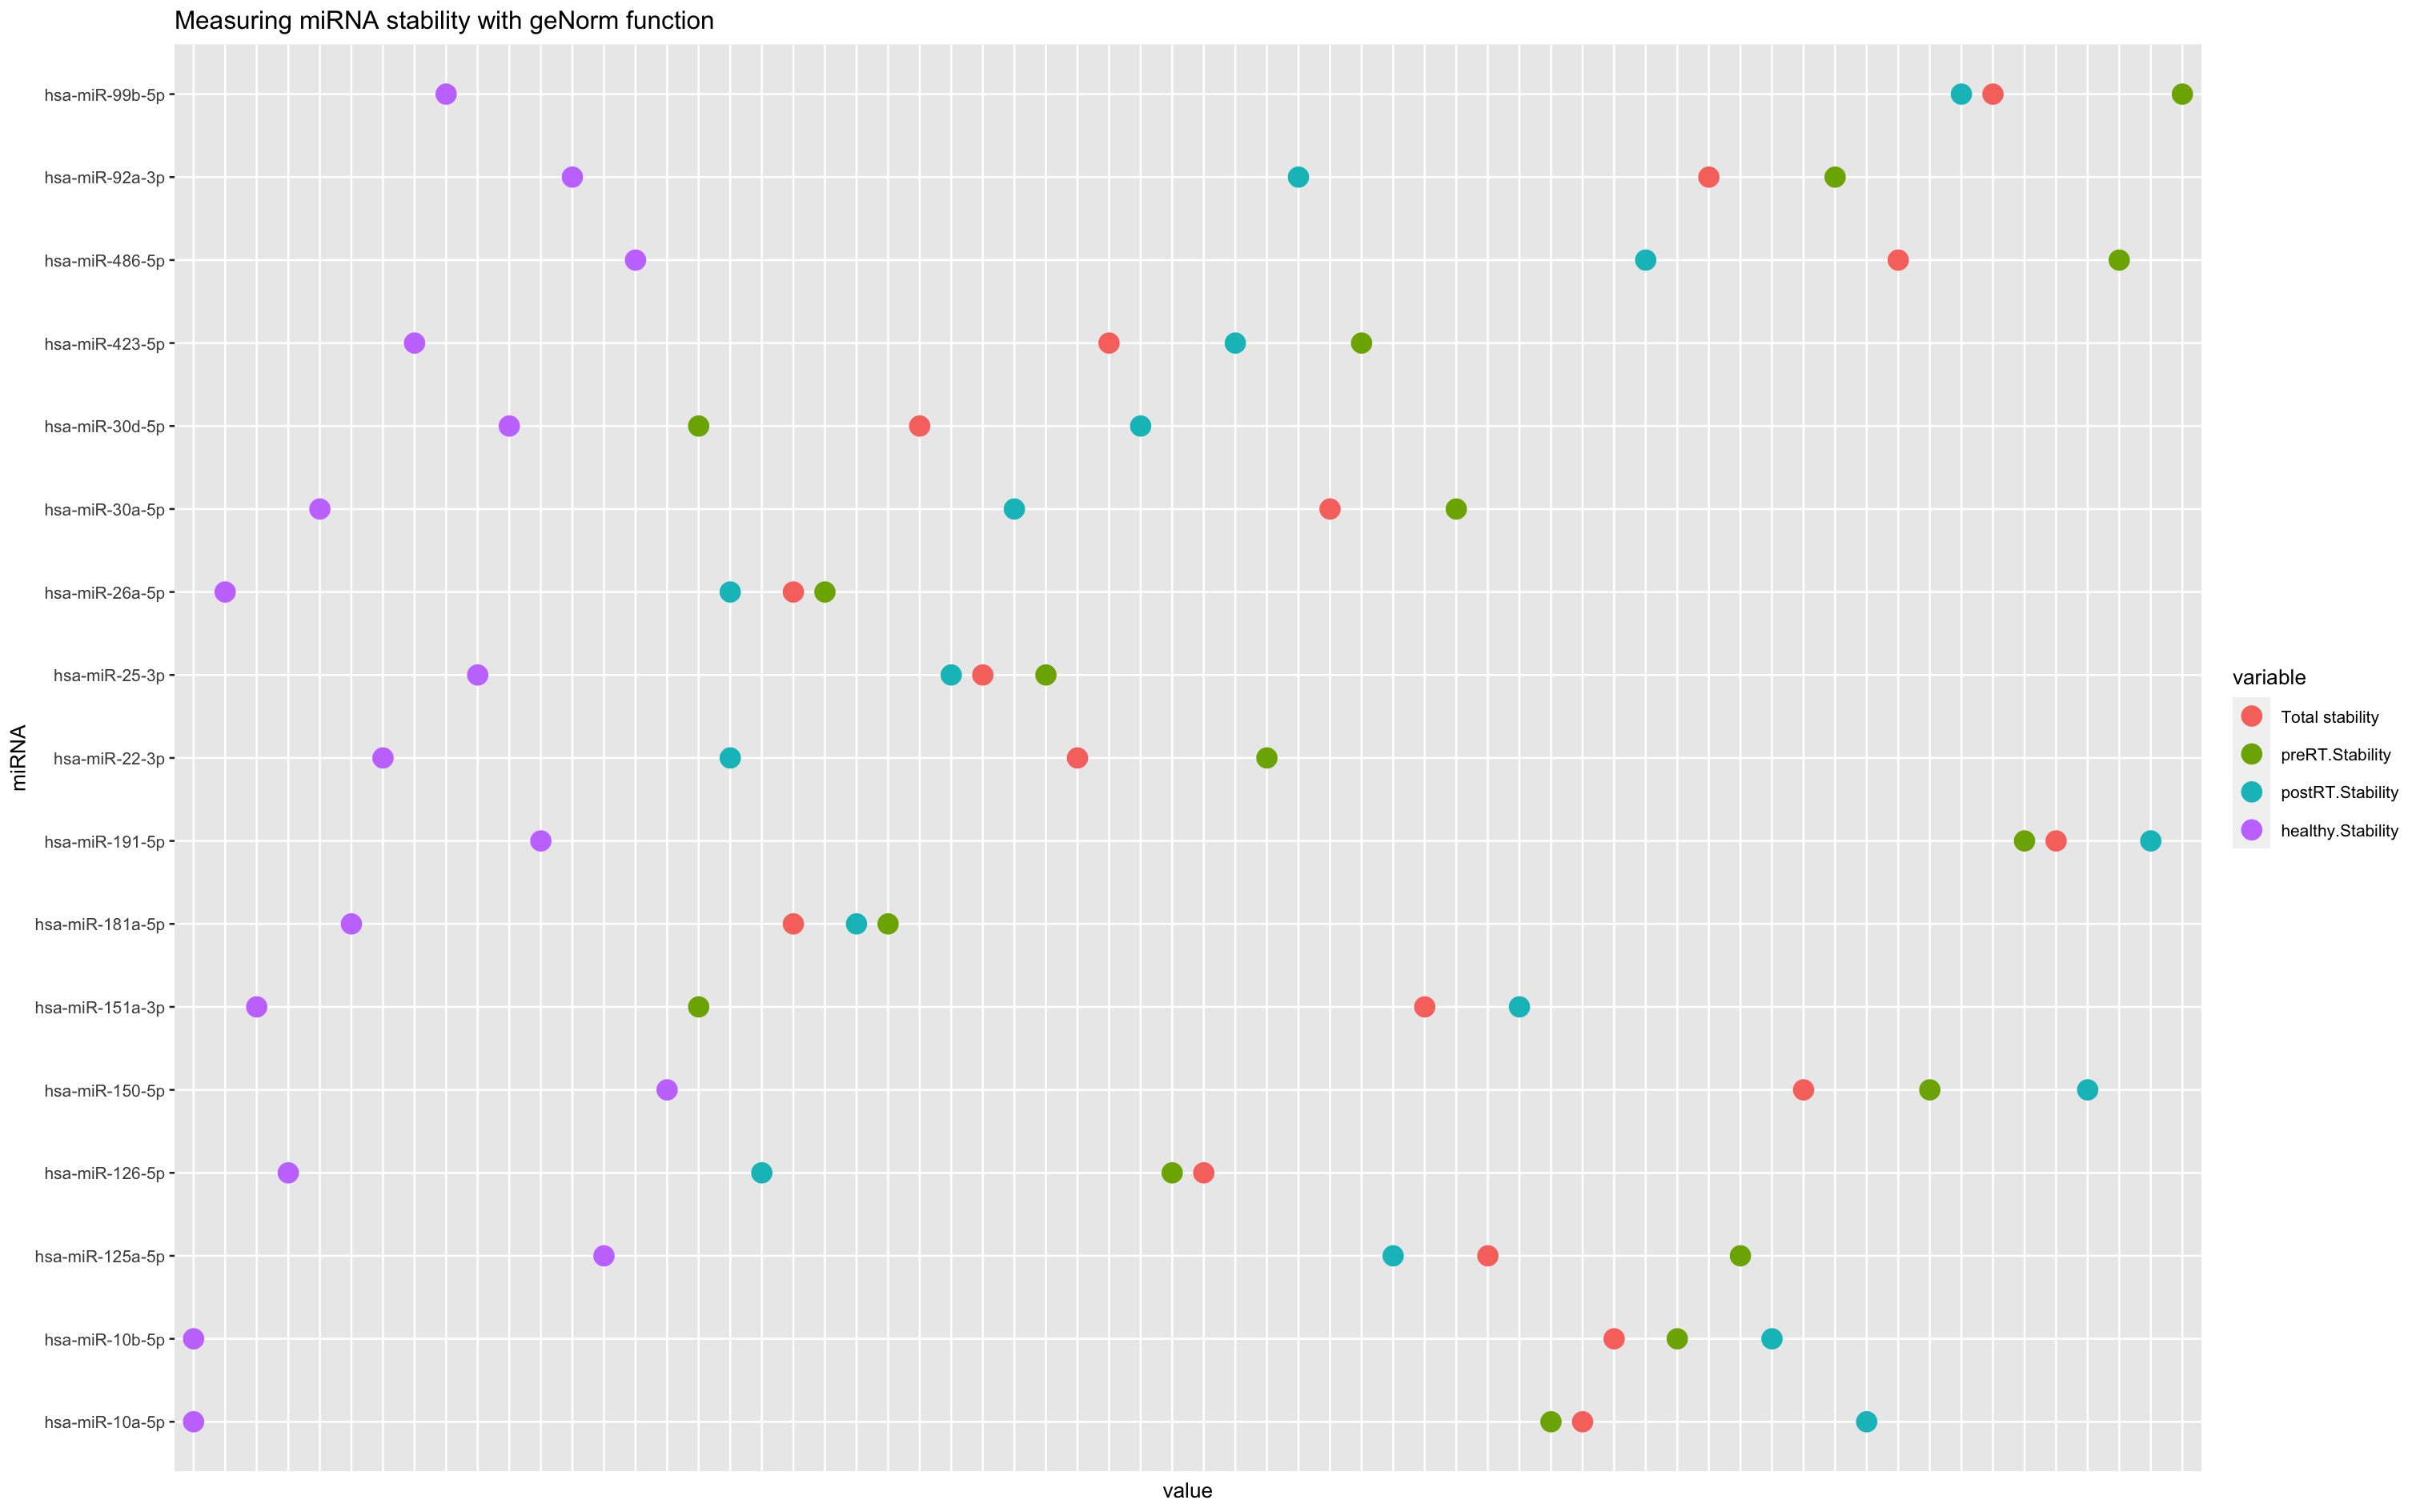 Measuring miRNA stability with geNorm function
hsa-miR-99b-5p
hsa-miR-92a-3p
hsa-miR-486-5p
hsa-miR-423-5p
hsa-miR-30d-5p
hsa-miR-30a-5p
hsa-miR-26a-5p
hsa-miR-25-3p
hsa-miR-22-3p
hsa-miR-191-5p
hsa-miR-181a-5p
hsa-miR-151a-3p
hsa-miR-150-5p
hsa-miR-126-5p
hsa-miR-125a-5p
hsa-miR-10b-5p
hsa-miR-10a-5p
miRNA
value
variable
Total stability
preRT.Stability
postRT.Stability
healthy.Stability